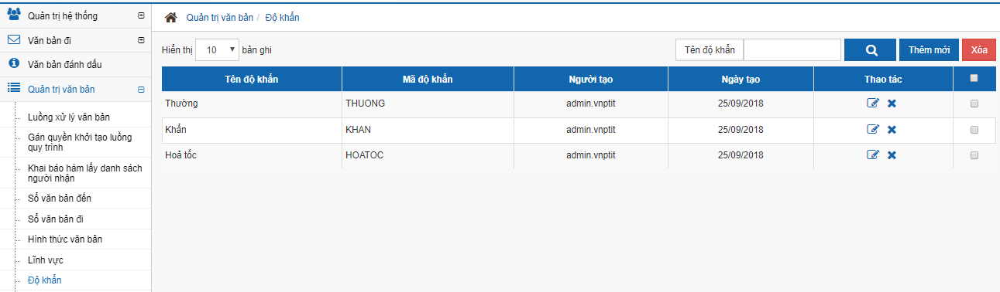 Quản trị hệ thống
Văn bản đi
Văn bản đánh dấu
Quản trị văn bản
Luồng xử lý văn bản
Gán quyền khởi tạo luồng
quy trình
Khai báo hàm lấy danh sách
người nhận
Sổ văn bản đến
Sổ văn bản đi
Hình thức văn bản
Lĩnh vực
Độ khẩn
Quản trị văn bản / Độ khẩn
Hiển thị 10 bản ghi Tên độ khẩn Thêm mới Xóa
Tên độ khẩn Mã độ khẩn Người tạo Ngày tạo Thao tác
Thường THUONG admin.vnptit 25/09/2018
Khẩn KHAN admin.vnptit 25/09/2018
Hoả tốc HOATOC admin.vnptit 25/09/2018